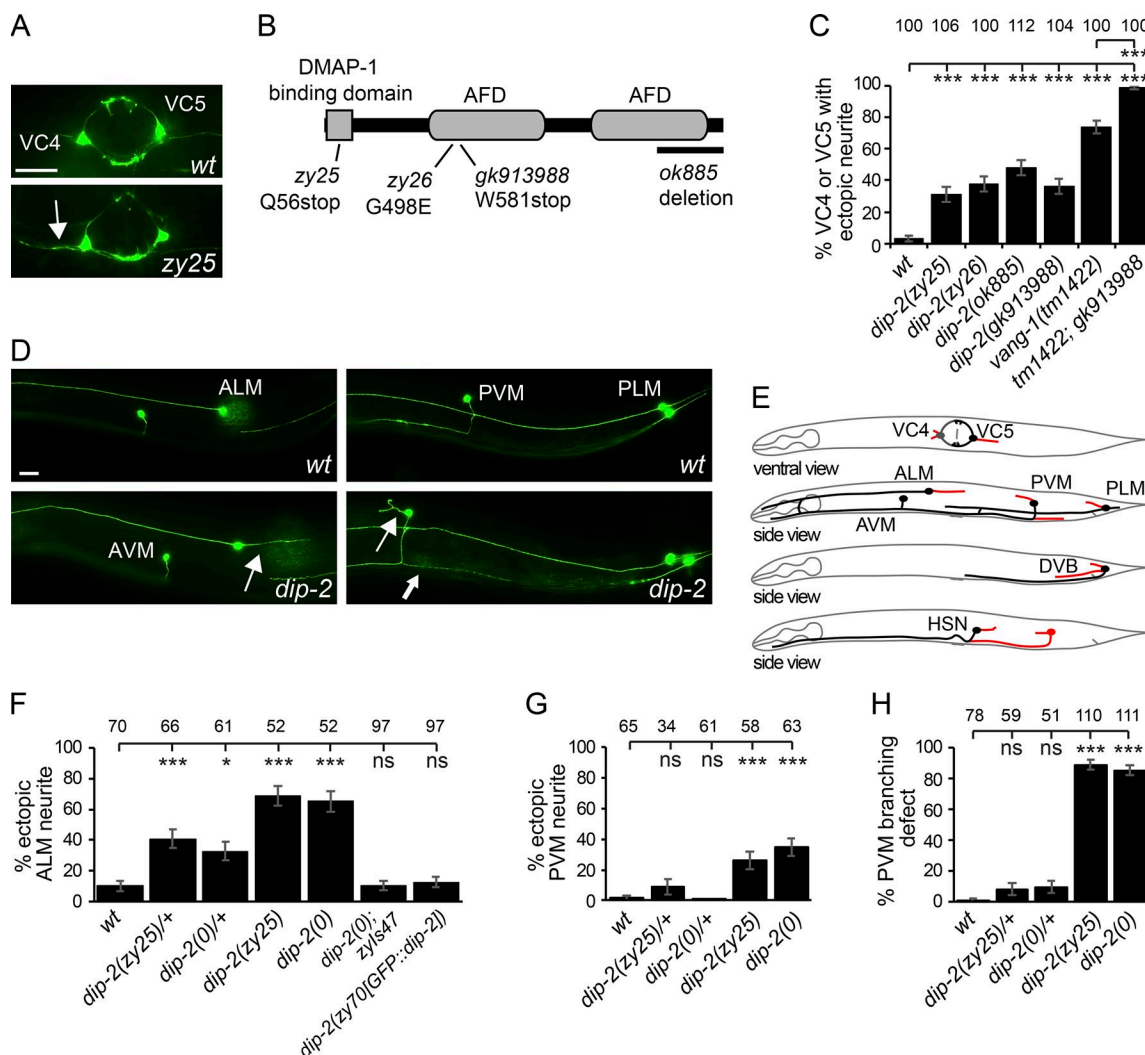 A
VC5
VC4
wt
zy25
B
DMAP-1
binding domain
AFD
AFD
zy25
Q56stop
zy26
G498E
gk913988
W581stop
ok885
deletion
C
100 106 100 112 104 100 100
***
*** *** *** *** *** ***
% VC4 or VC5 with
ectopic neurite
100
80
60
40
20
0
wt
dip-2(zy25)
dip-2(zy26)
dip-2(ok885)
dip-2(gk913988)
vang-1(tm1422)
tm1422; gk913988
D
ALM
wt
PVM
PLM
wt
AVM
dip-2
dip-2
E
VC4
VC5
ventral view
ALM
PVM
PLM
AVM
side view
DVB
side view
HSN
side view
F
70 66 61 52 52 97 97
*** * *** *** ns ns
% ectopic
ALM neurite
100
80
60
40
20
0
wt
dip-2(zy25)/+
dip-2(0)/+
dip-2(zy25)
dip-2(0)
dip-2(0);
zyIs47
dip-2(zy70[GFP::dip-2])
G
65 34 61 58 63
ns ns *** ***
% ectopic
PVM neurite
100
80
60
40
20
0
wt
dip-2(zy25)/+
dip-2(0)/+
dip-2(zy25)
dip-2(0)
H
78 59 51 110 111
ns ns *** ***
% PVM branching
defect
100
80
60
40
20
0
wt
dip-2(zy25)/+
dip-2(0)/+
dip-2(zy25)
dip-2(0)